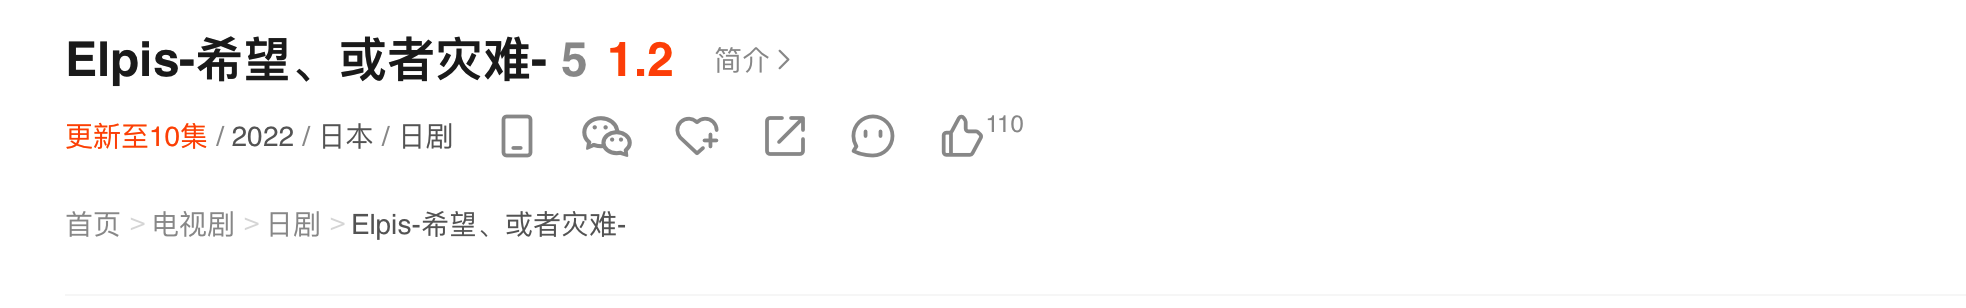 Elpis-希望、或者灾难- 5 1.2 简介 >
更新至10集 / 2022 / 日本 / 日剧 110
首页 > 电视剧 > 日剧 > Elpis-希望、或者灾难-